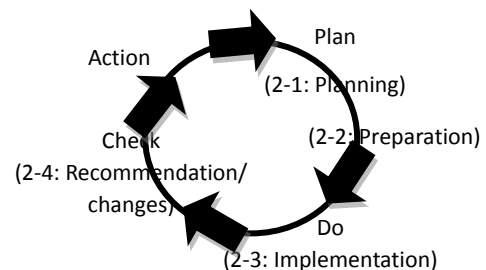 Plan
(2-1: Planning)
(2-2: Preparation)
Do
(2-3: Implementation)
Check
(2-4: Recommendation/
changes)
Action